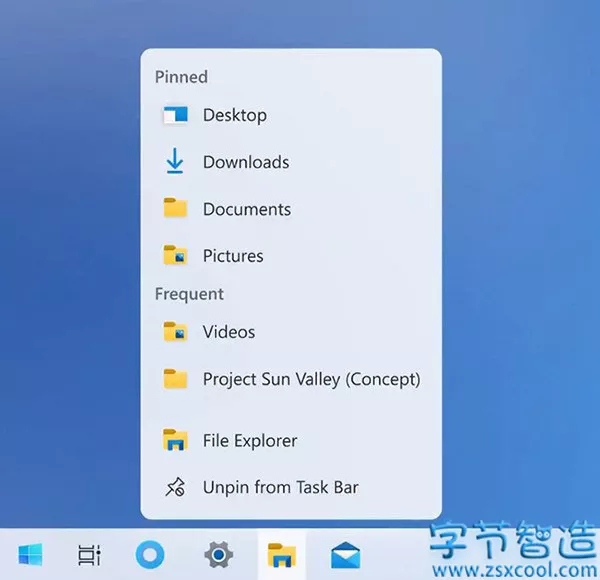 Pinned
Desktop
Downloads
Documents
Pictures
Frequent
Videos
Project Sun Valley (Concept)
File Explorer
Unpin from Task Bar
字节智造
www.zsxcool.com